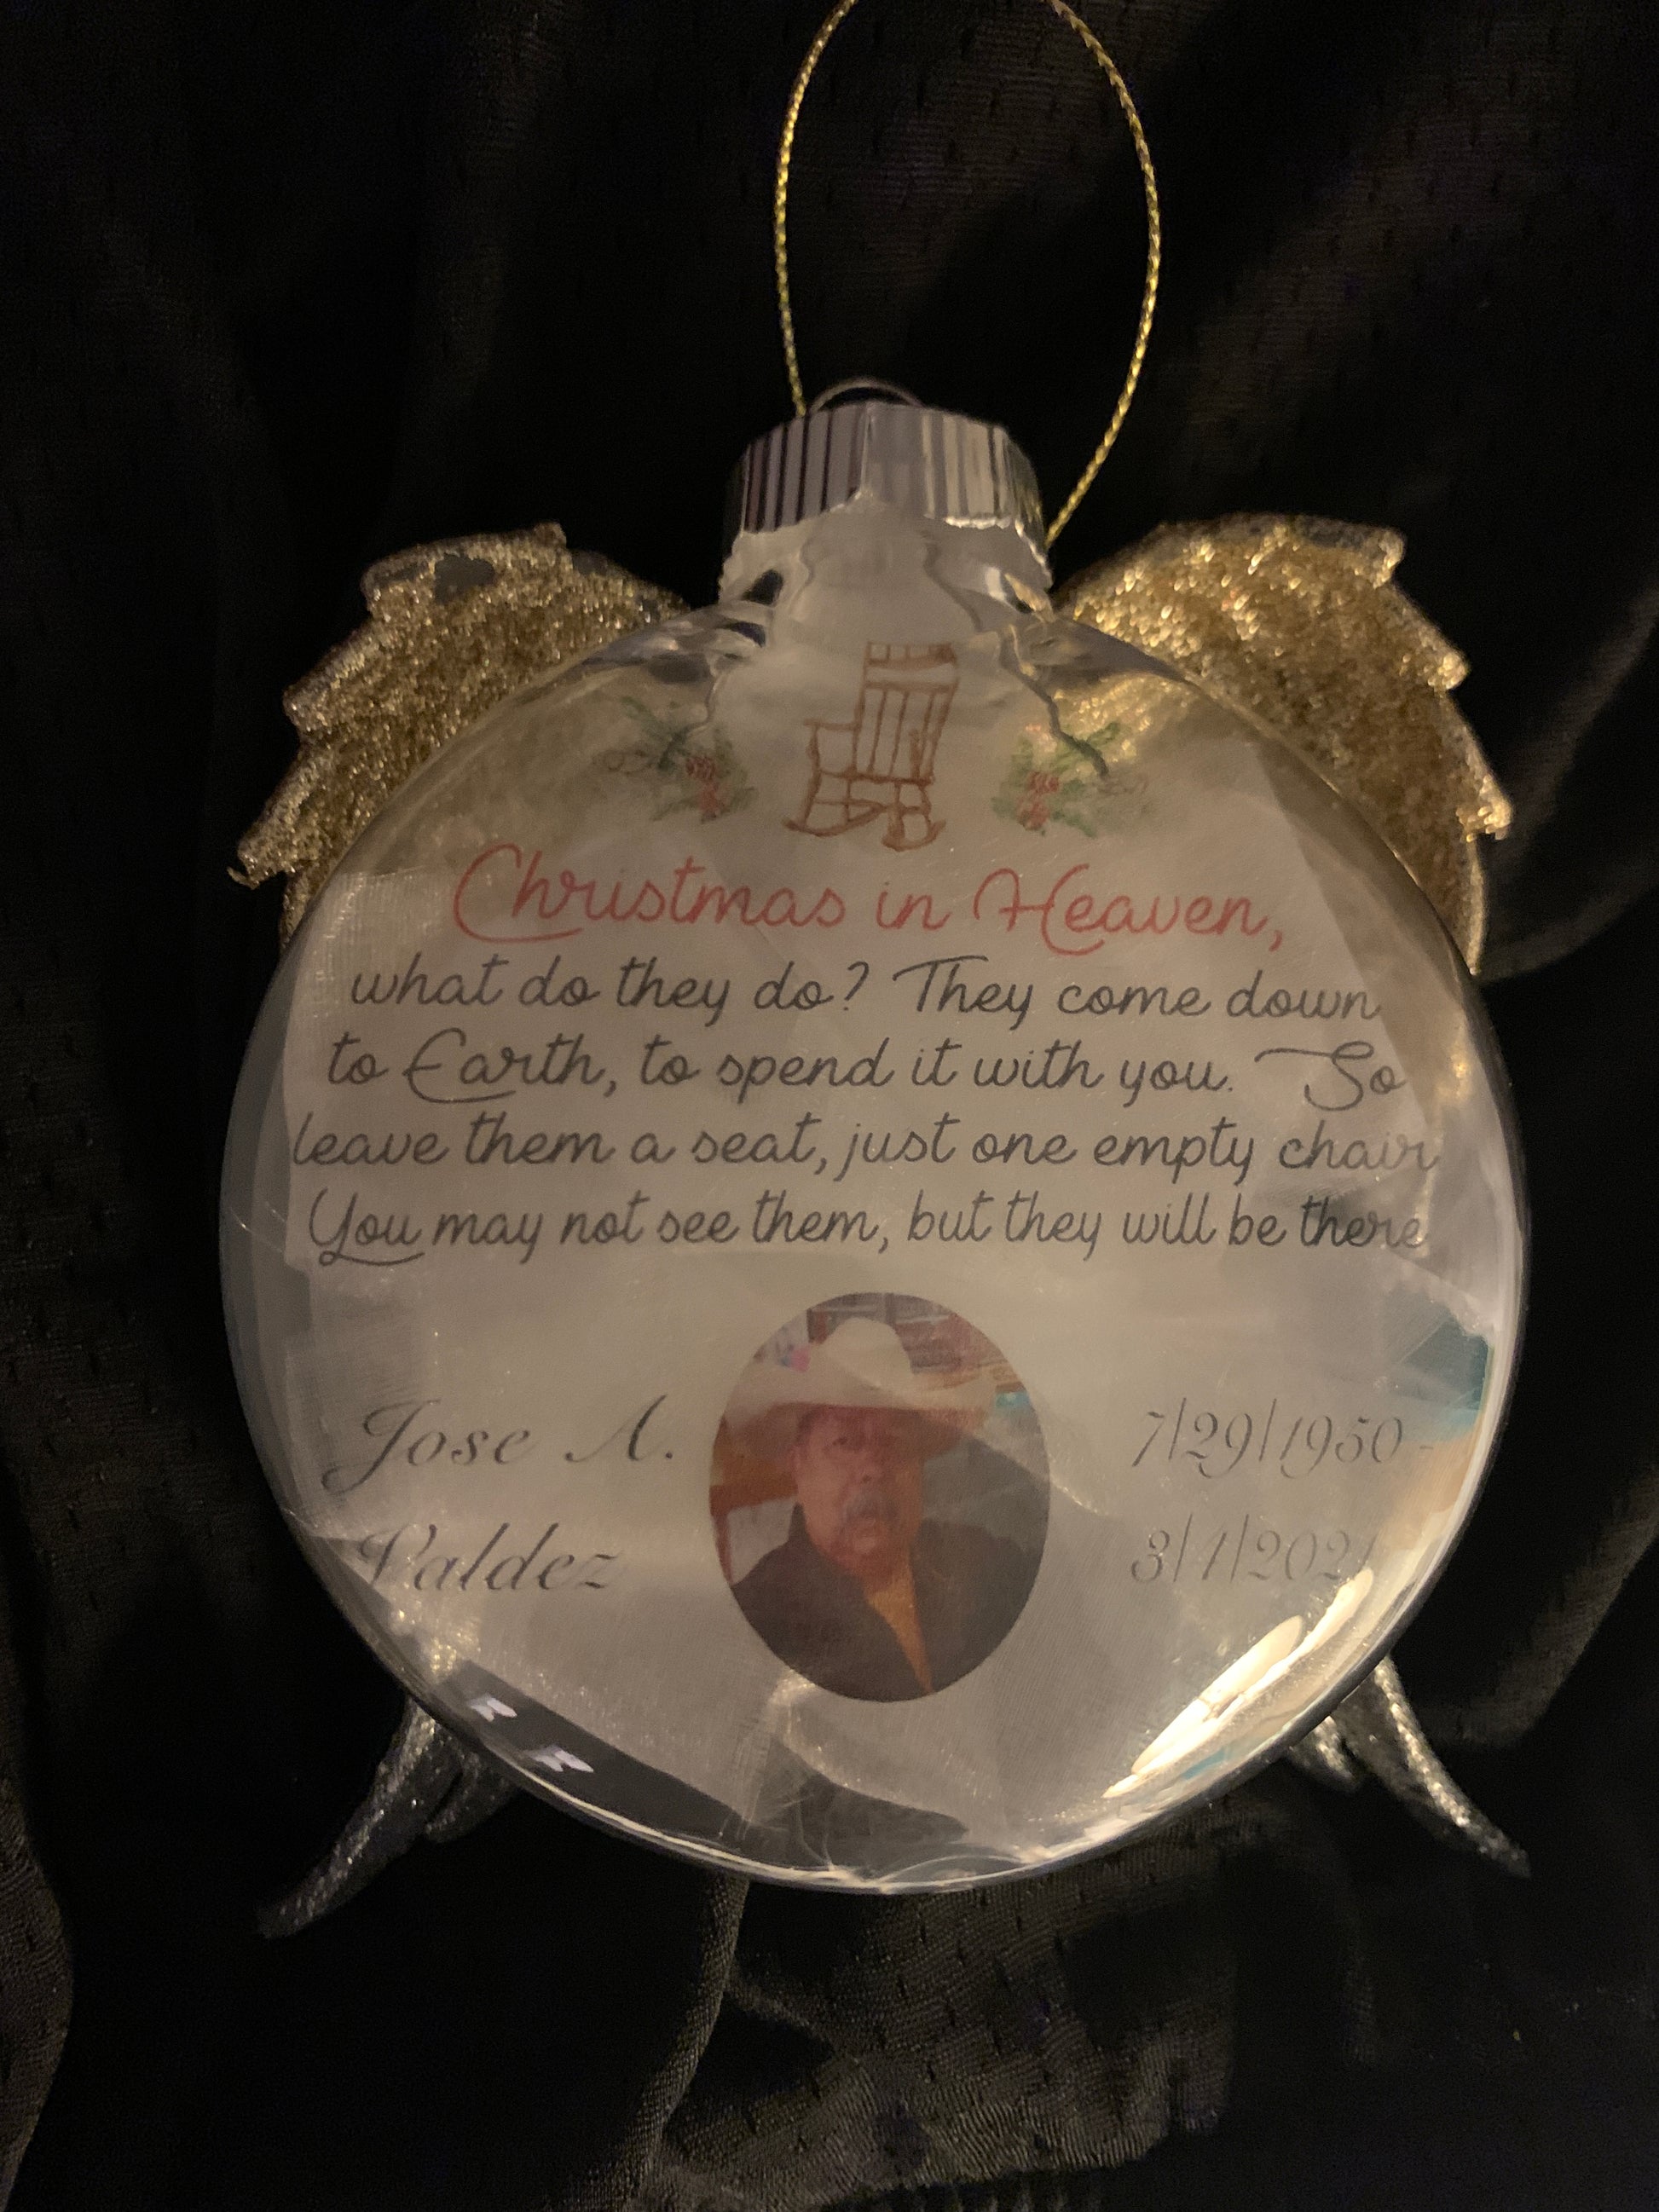 Christmas in Heaven,
what do they do? They come down
to Earth, to spend it with you. So
leave them a seat, just one empty chair
You may not see them, but they will be there
Jose A.
Valdez
7/29/1950-